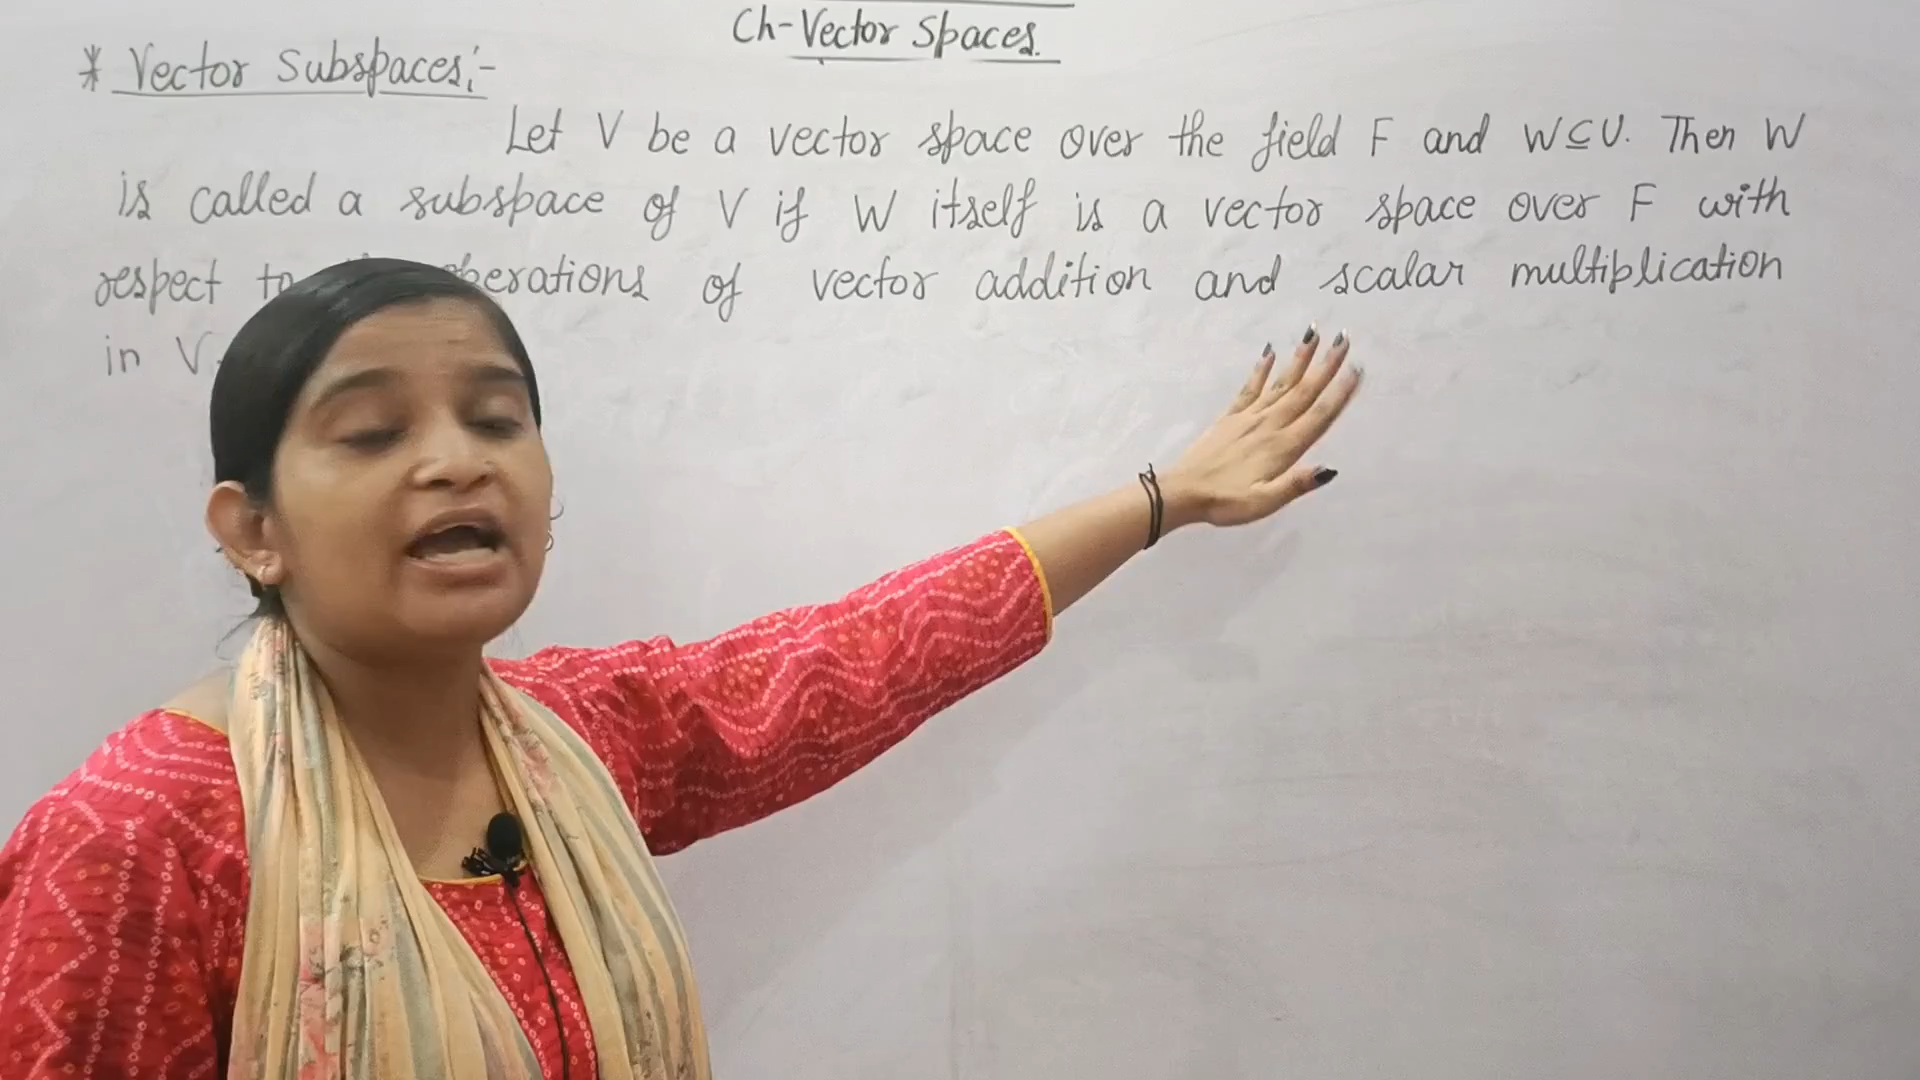 Ch-Vector Spaces.
* Vector Subspaces:-
Let V be a vector space over the field F and W⊆V. Then W
is called a subspace of V if W itself is a vector space over F with
respect to operations of vector addition and scalar multiplication
in V.